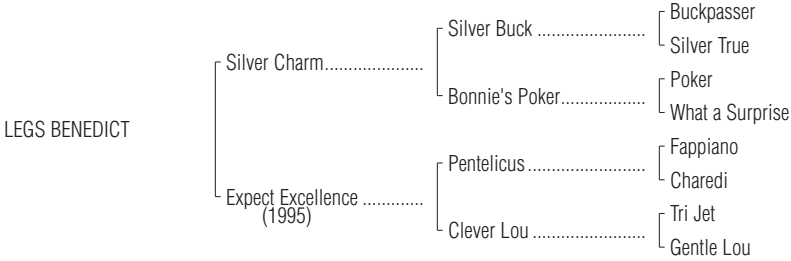 Buckpasser
Silver Buck ......................
Silver True
Silver Charm.....................
Poker
Bonnie's Poker..................
What a Surprise
LEGS BENEDICT
Fappiano
Pentelicus.........................
Charedi
Expect Excellence .............
(1995)
Tri Jet
Clever Lou ........................
Gentle Lou